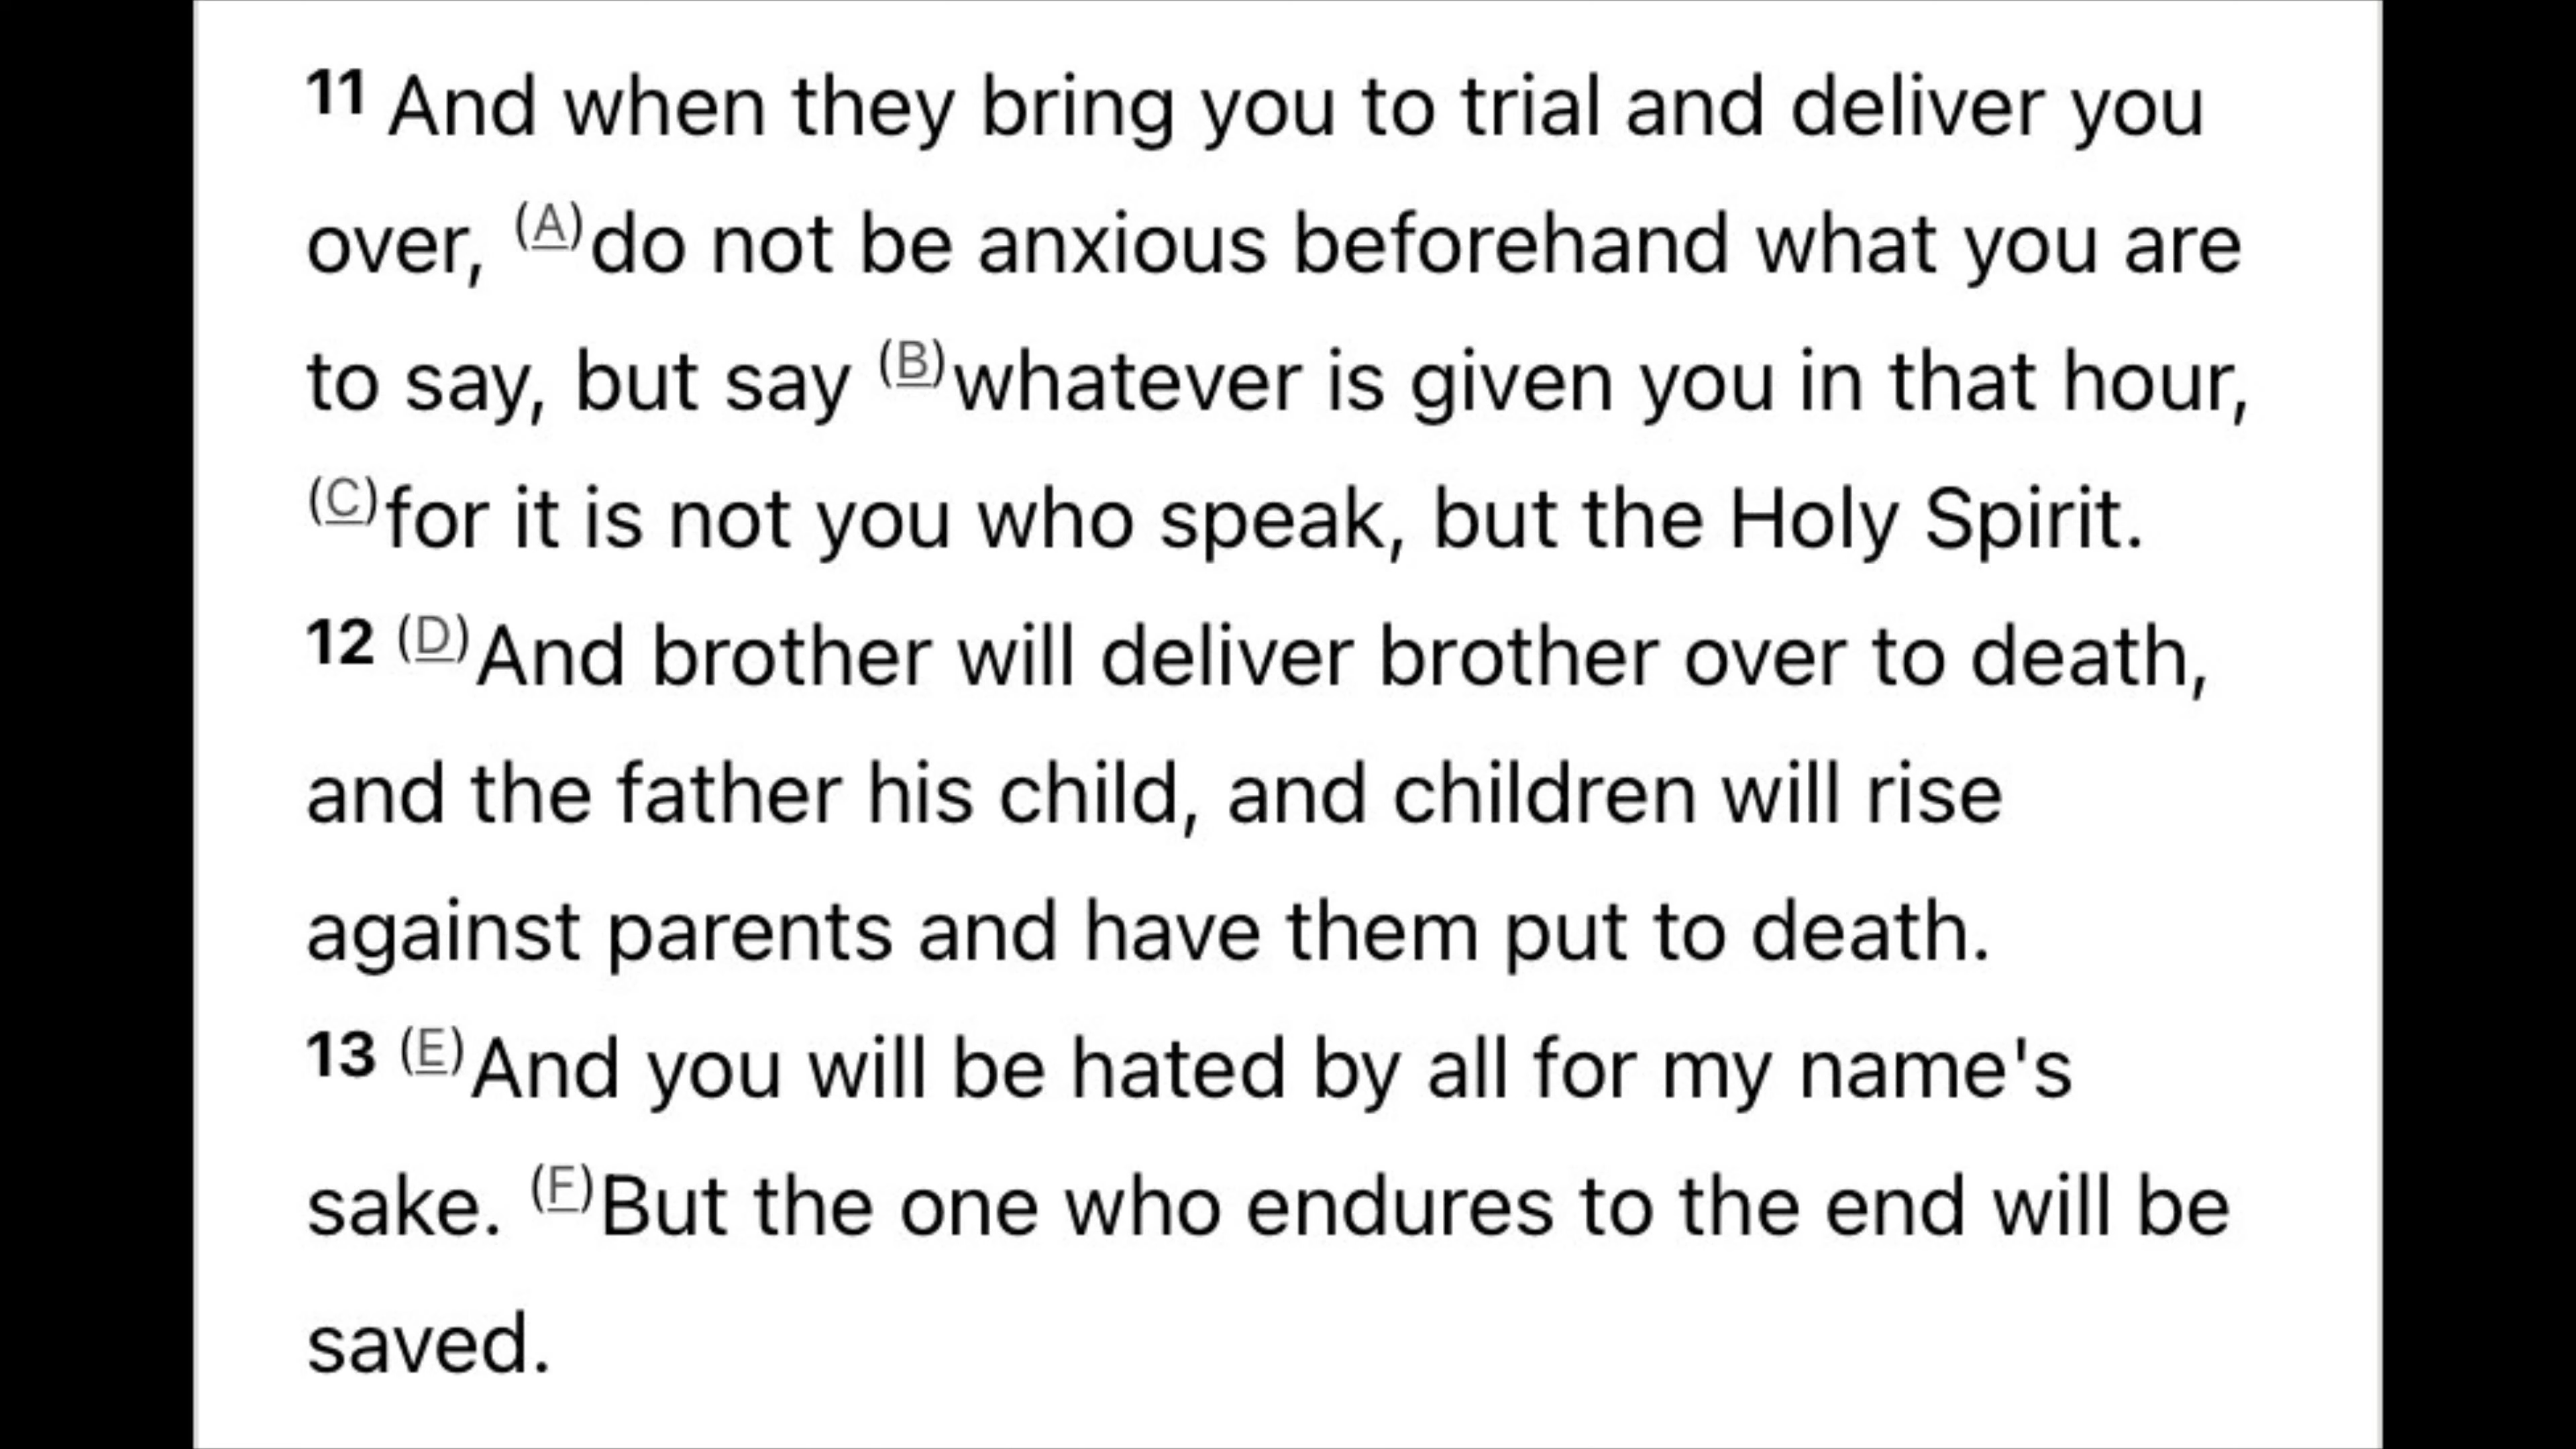 11 And when they bring you to trial and deliver you
over, (A)do not be anxious beforehand what you are
to say, but say (B)whatever is given you in that hour,
(C)for it is not you who speak, but the Holy Spirit.
12 (D)And brother will deliver brother over to death,
and the father his child, and children will rise
against parents and have them put to death.
13 (E)And you will be hated by all for my name's
sake. (F)But the one who endures to the end will be
saved.